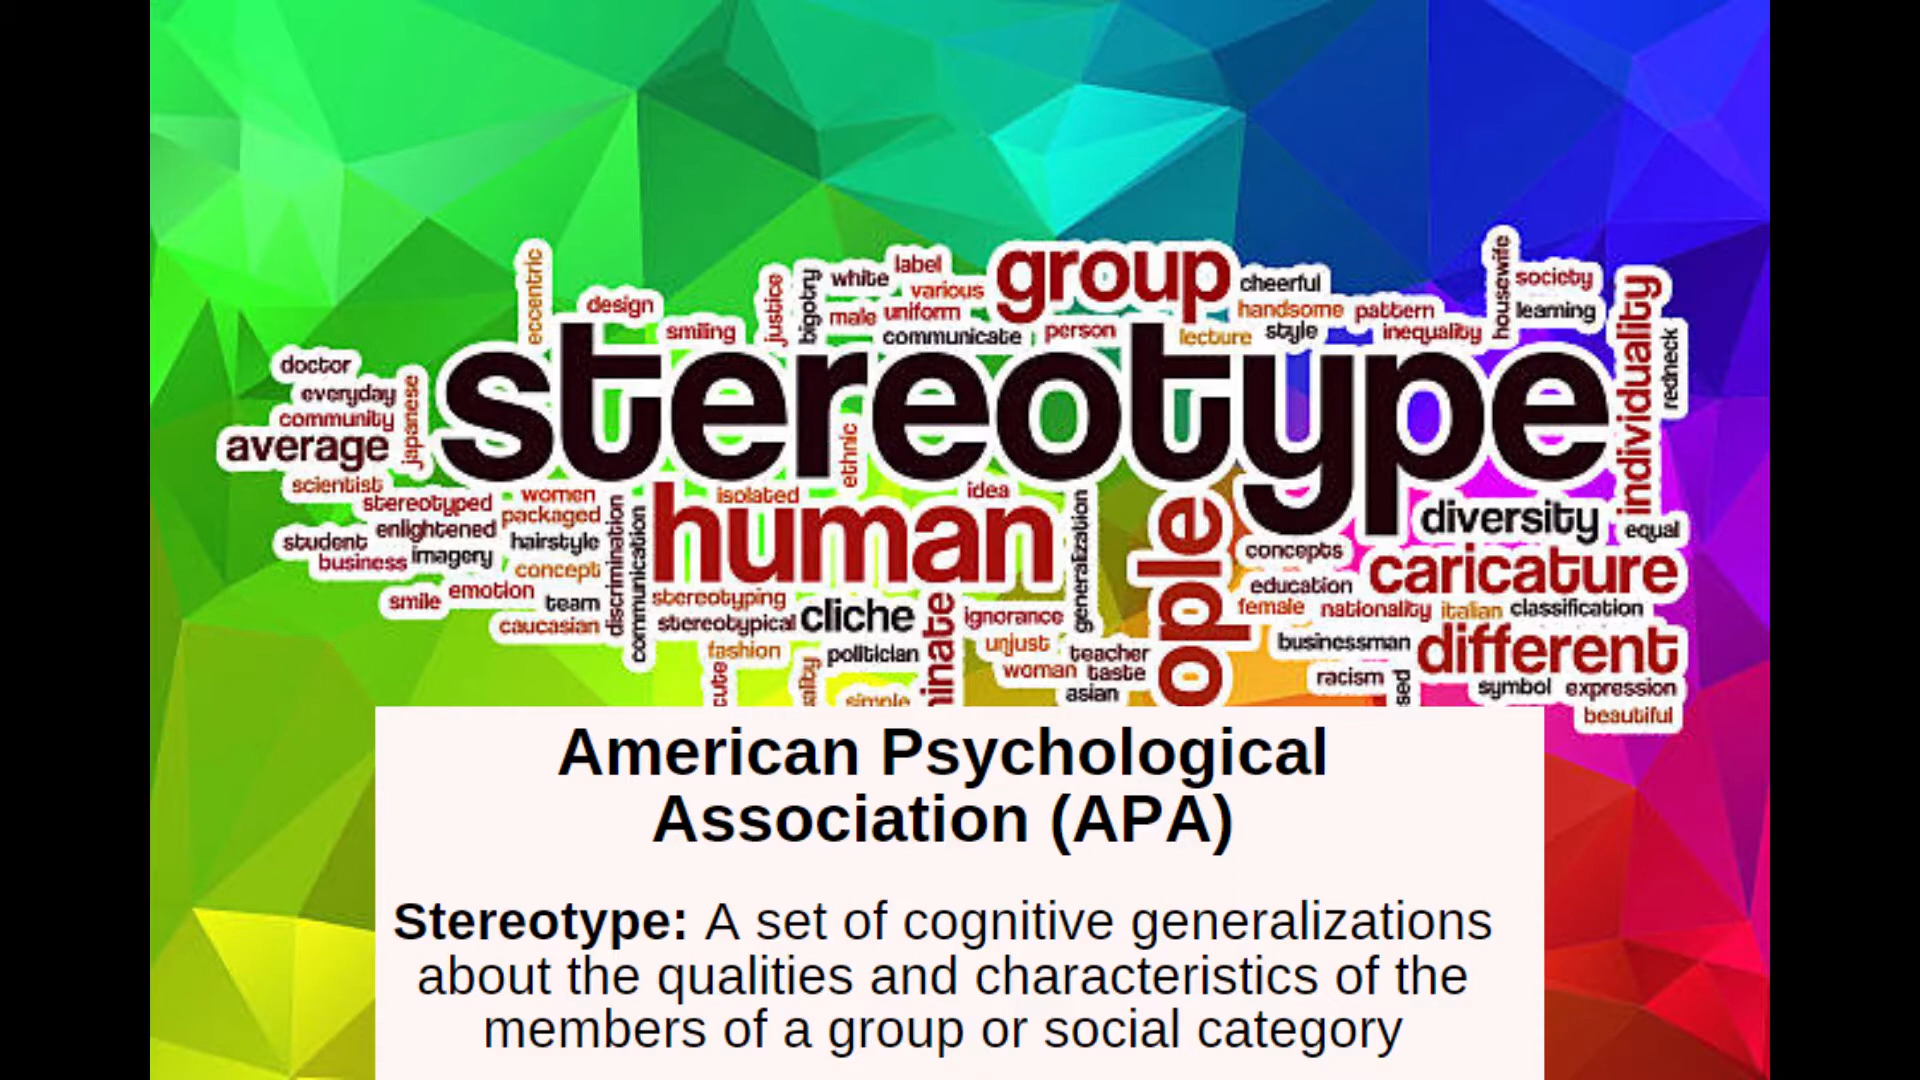 eccentric
design
smiling
justice
bigotry
white
label
various
male
uniform
communicate
group
person
cheerful
handsome
pattern
lecture
style
inequality
housewife
society
learning
individuality
redneck
doctor
everyday
community
average
japanese
stereotype
ethnic
scientist
stereotyped
women
packaged
enlightened
student
hairstyle
business
imagery
concept
smile
emotion
team
caucasian
discrimination
communication
isolated
idea
human
generalization
diversity
equal
concepts
caricature
education
female
nationality
italian
classification
stereotyping
stereotypical
cliche
ignorance
unjust
teacher
woman
taste
asian
businessman
different
racism
symbol
expression
beautiful
fashion
politician
cute
simple
American Psychological
Association (APA)
Stereotype: A set of cognitive generalizations
about the qualities and characteristics of the
members of a group or social category